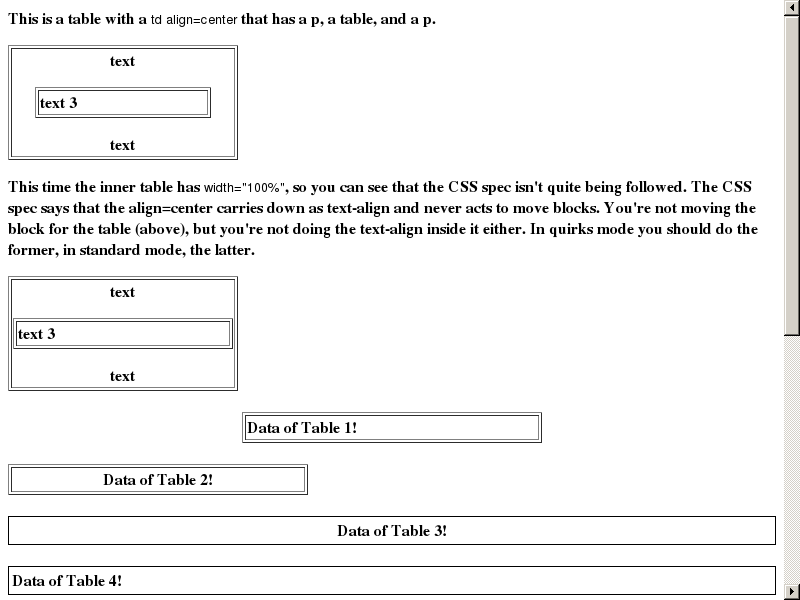 This is a table with a td align=center that has a p, a table, and a p.
text
text 3
text
This time the inner table has width="100%", so you can see that the CSS spec isn't quite being followed. The CSS
spec says that the align=center carries down as text-align and never acts to move blocks. You're not moving the
block for the table (above), but you're not doing the text-align inside it either. In quirks mode you should do the
former, in standard mode, the latter.
text
text 3
text
Data of Table 1!
Data of Table 2!
Data of Table 3!
Data of Table 4!